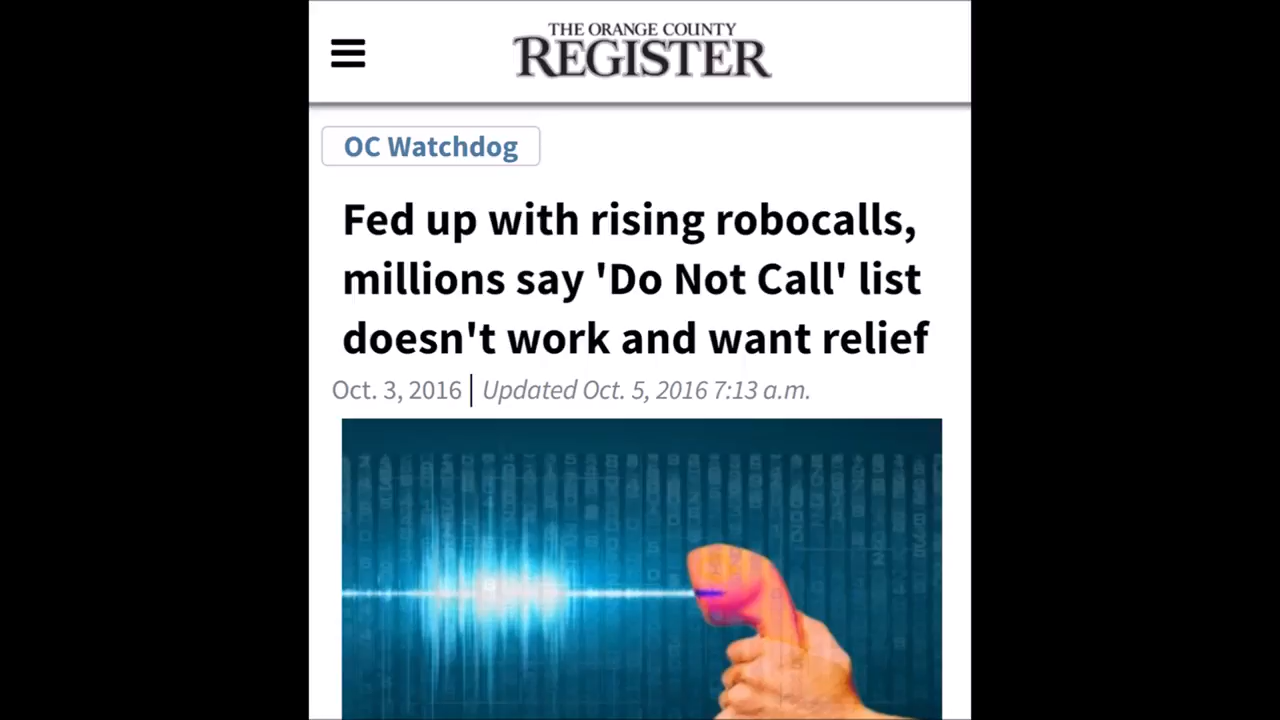 THE ORANGE COUNTY
REGISTER
OC Watchdog
Fed up with rising robocalls,
millions say 'Do Not Call' list
doesn't work and want relief
Oct. 3, 2016 | Updated Oct. 5, 2016 7:13 a.m.